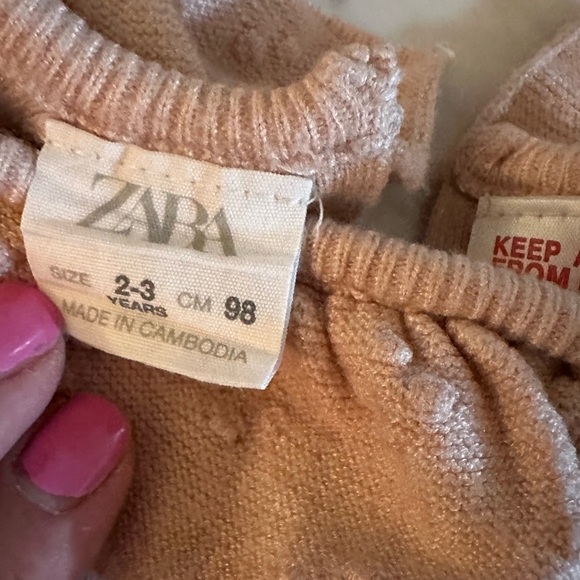 ZARA
SIZE 2-3 YEARS CM 98
MADE IN CAMBODIA
KEEP
FROM